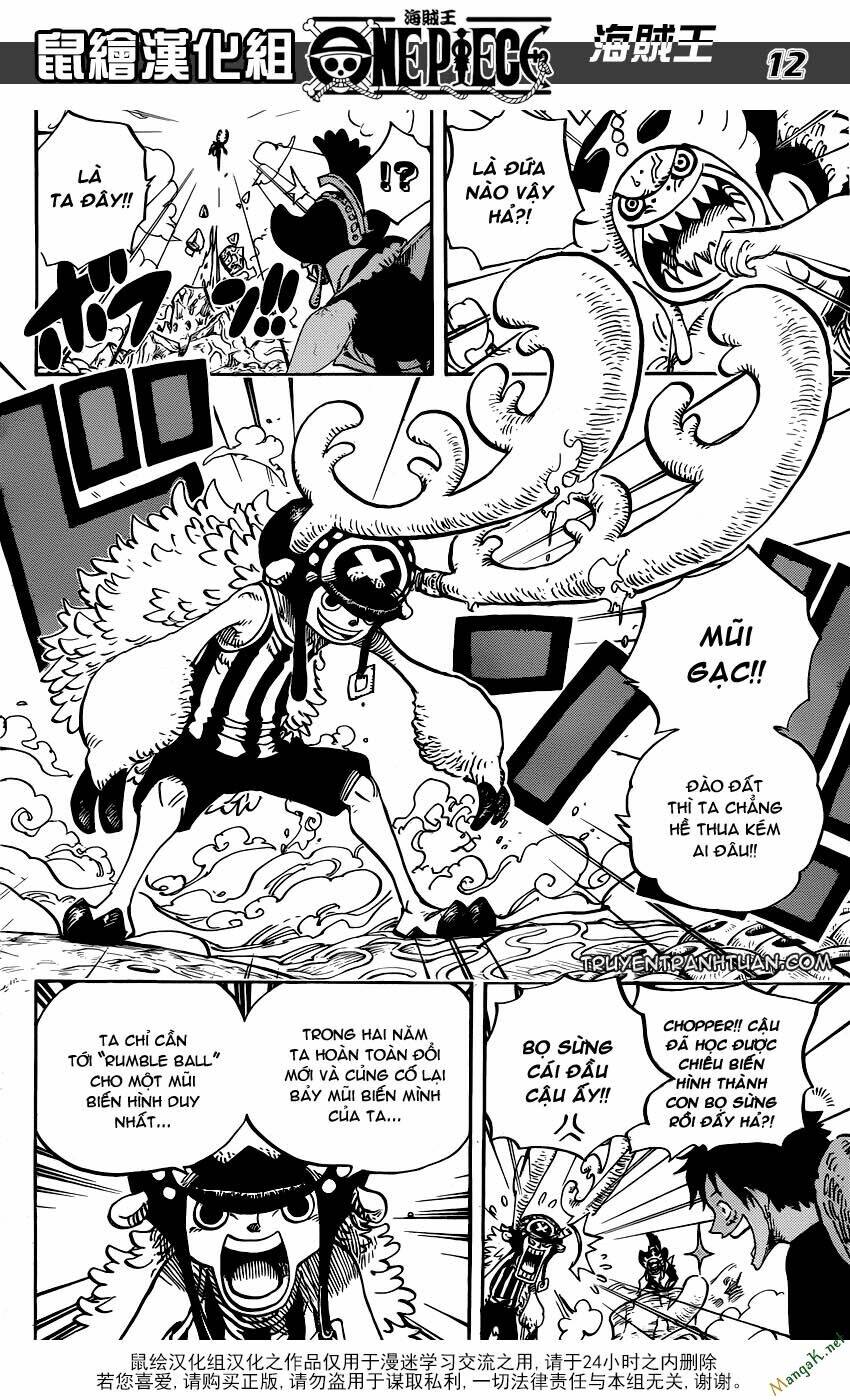 海賊王
鼠繪漢化組
ONE PIECE
海賊王
12
LÀ ĐỨA
NÀO VẬY
HẢ?!
!?
LÀ
TA ĐÂY!!
ボコォン!!
MŨI
GẠC!!
ĐÀO ĐẤT
THÌ TA CHẲNG
HỀ THUA KÉM
AI ĐÂU!!
TRUYENTRANHTUAN.COM
CHOPPER!! CẬU
ĐÃ HỌC ĐƯỢC
CHIÊU BIẾN
HÌNH THÀNH
CON BỌ SỪNG
RỒI ĐẤY HẢ?!
BỌ SỪNG
CÁI ĐẦU
CẬU ẤY!!
TRONG HAI NĂM
TA HOÀN TOÀN ĐỔI
MỚI VÀ CỦNG CỐ LẠI
BẢY MŨI BIẾN MÌNH
CỦA TA...
TA CHỈ CẦN
TỚI “RUMBLE BALL”
CHO MỘT MŨI
BIẾN HÌNH DUY
NHẤT...
鼠绘汉化组汉化之作品仅用于漫迷学习交流之用, 请于24小时之内删除
若您喜爱, 请购买正版, 请勿盗用于谋取私利, 一切法律责任与本组无关, 谢谢.
MangaK.net